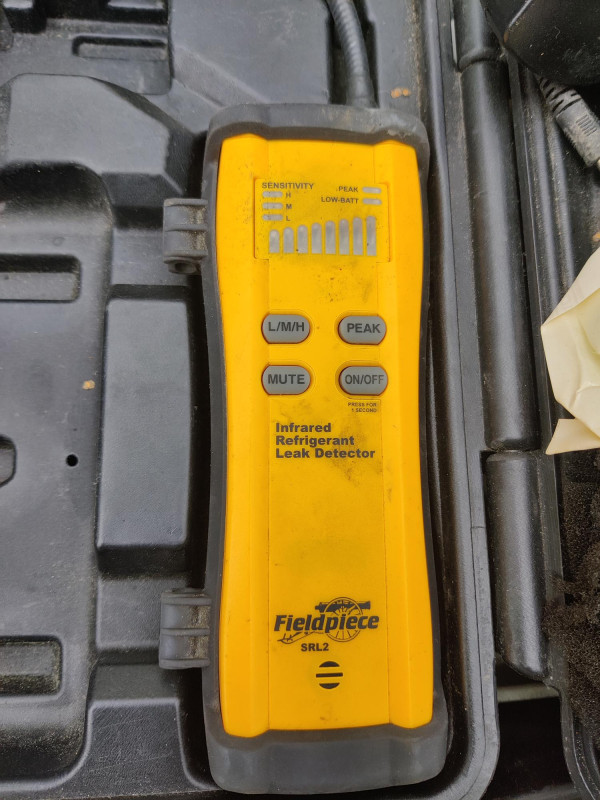 SENSITIVITY
H
M
L
PEAK
LOW-BATT
L/M/H
PEAK
MUTE
ON/OFF
PRESS FOR
1 SECOND
Infrared
Refrigerant
Leak Detector
Fieldpiece
SRL2